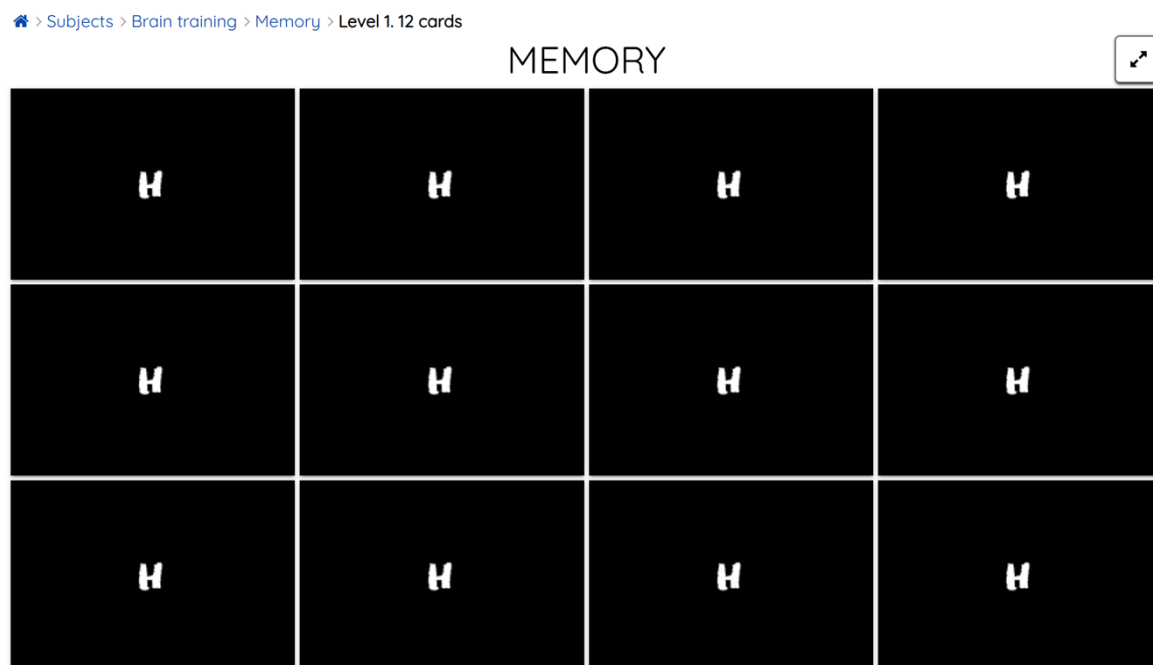 Subjects > Brain training > Memory > Level 1. 12 cards
MEMORY
H H H H
H H H H
H H H H